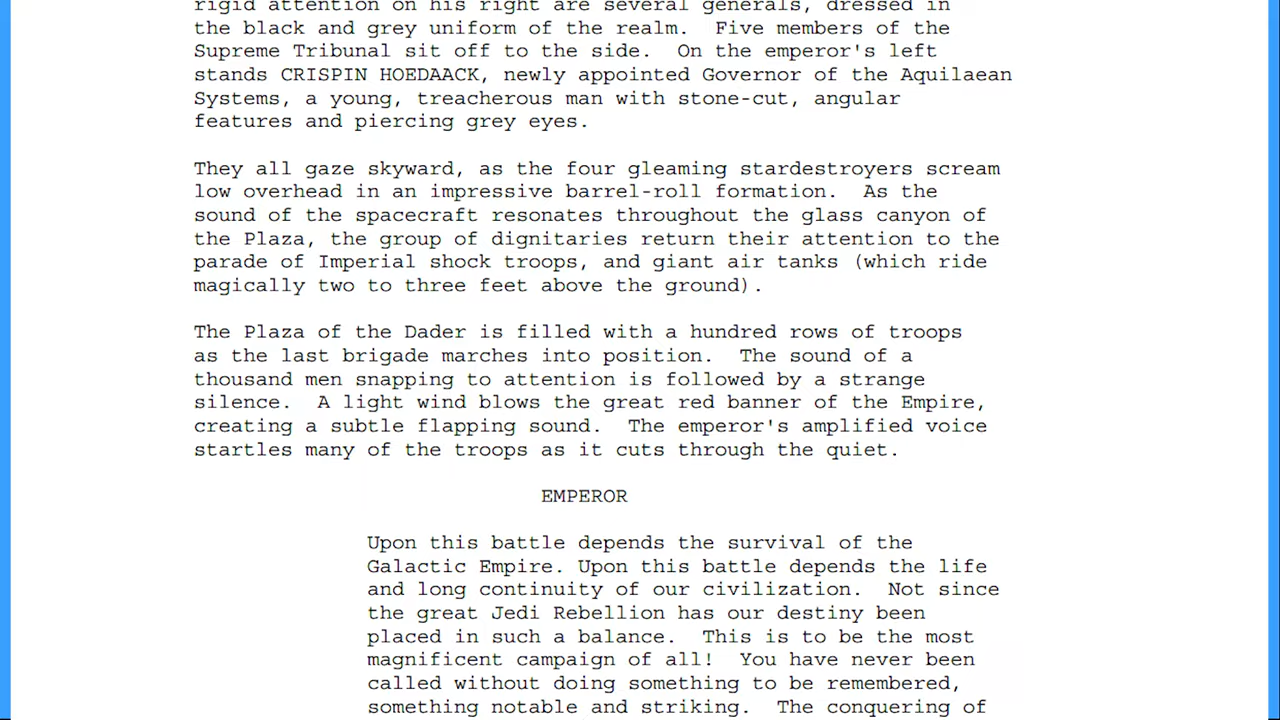 rigid attention on his right are several generals, dressed in
the black and grey uniform of the realm.  Five members of the
Supreme Tribunal sit off to the side.  On the emperor's left
stands CRISPIN HOEDAACK, newly appointed Governor of the Aquilaean
Systems, a young, treacherous man with stone-cut, angular
features and piercing grey eyes.
They all gaze skyward, as the four gleaming stardestroyers scream
low overhead in an impressive barrel-roll formation.  As the
sound of the spacecraft resonates throughout the glass canyon of
the Plaza, the group of dignitaries return their attention to the
parade of Imperial shock troops, and giant air tanks (which ride
magically two to three feet above the ground).
The Plaza of the Dader is filled with a hundred rows of troops
as the last brigade marches into position.  The sound of a
thousand men snapping to attention is followed by a strange
silence.  A light wind blows the great red banner of the Empire,
creating a subtle flapping sound.  The emperor's amplified voice
startles many of the troops as it cuts through the quiet.
EMPEROR
Upon this battle depends the survival of the
Galactic Empire. Upon this battle depends the life
and long continuity of our civilization.  Not since
the great Jedi Rebellion has our destiny been
placed in such a balance.  This is to be the most
magnificent campaign of all!  You have never been
called without doing something to be remembered,
something notable and striking.  The conquering of